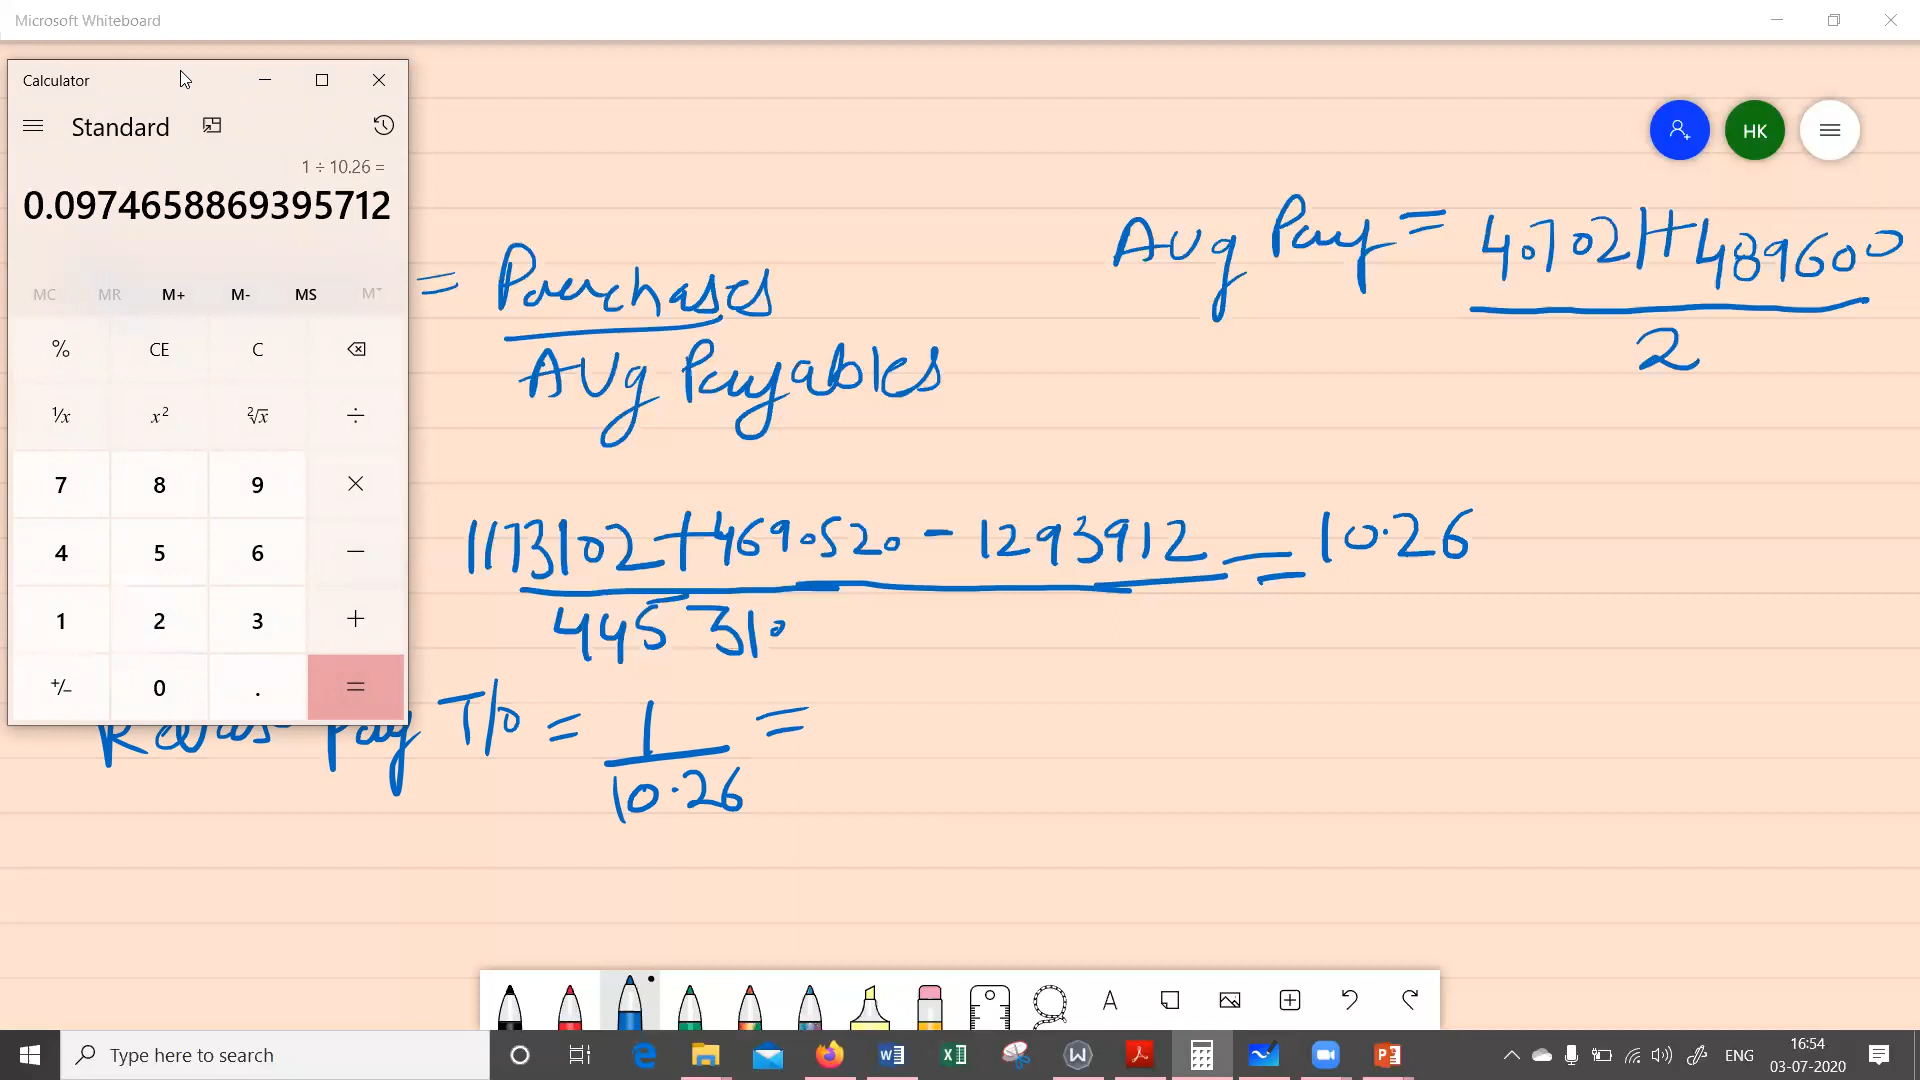 Microsoft Whiteboard
Calculator
Standard
1 ÷ 10.26 =
0.0974658869395712
MC MR M+ M- MS M˅
% CE C
¹/x x² ²√x ÷
7 8 9 ×
4 5 6 −
1 2 3 +
+/− 0 . =
HK
Avg Pay = 407021+489600
2
= Purchases
Avg Payables
1173102+4690520 - 1293912 = 10.26
445310
Pay T/O = 1 =
10.26
A
Type here to search
ENG
16:54
03-07-2020